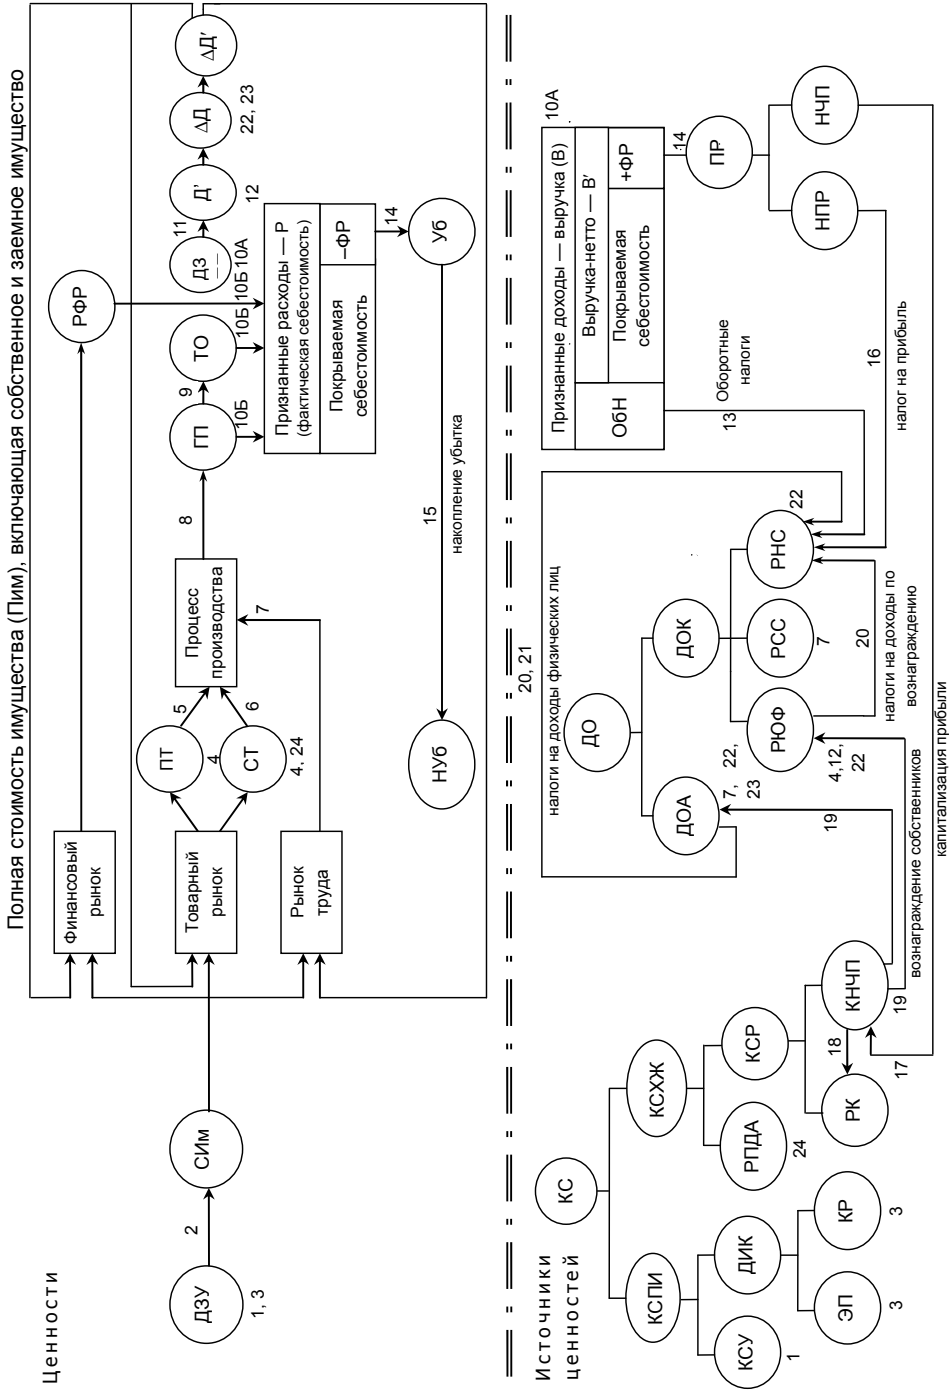 Полная стоимость имущества (Пим), включающая собственное и заемное имущество
Ценности
ДЗУ
1, 3
2
СИм
Финансовый
рынок
Товарный
рынок
Рынок
труда
РФР
ПТ
4
СТ
4, 24
5
6
7
Процесс
производства
8
ГП
9
ТО
10Б
10Б
10Б
10А
ДЗ
11
Д'
12
ΔД
22, 23
ΔД'
Признанные расходы — Р
(фактическая себестоимость)
Покрываемая
себестоимость
–ФР
14
Уб
15
накопление убытка
НУб
Источники
ценностей
КС
КСПИ
КСХЖ
КСУ
1
ДИК
ЭП
3
КР
3
РПДА
24
КСР
РК
КНЧП
18
17
19
19
вознаграждение собственников
капитализация прибыли
20, 21
налоги на доходы физических лиц
ДО
ДОА
7,
22,
23
ДОК
РЮФ
4,12,
22
РСС
7
РНС
22
20
налоги на доходы по
вознаграждению
Признанные доходы — выручка (В)
10А
ОбН
Выручка-нетто — В'
Покрываемая
себестоимость
+ФР
13
Оборотные
налоги
14
ПР
НПР
НЧП
16
налог на прибыль